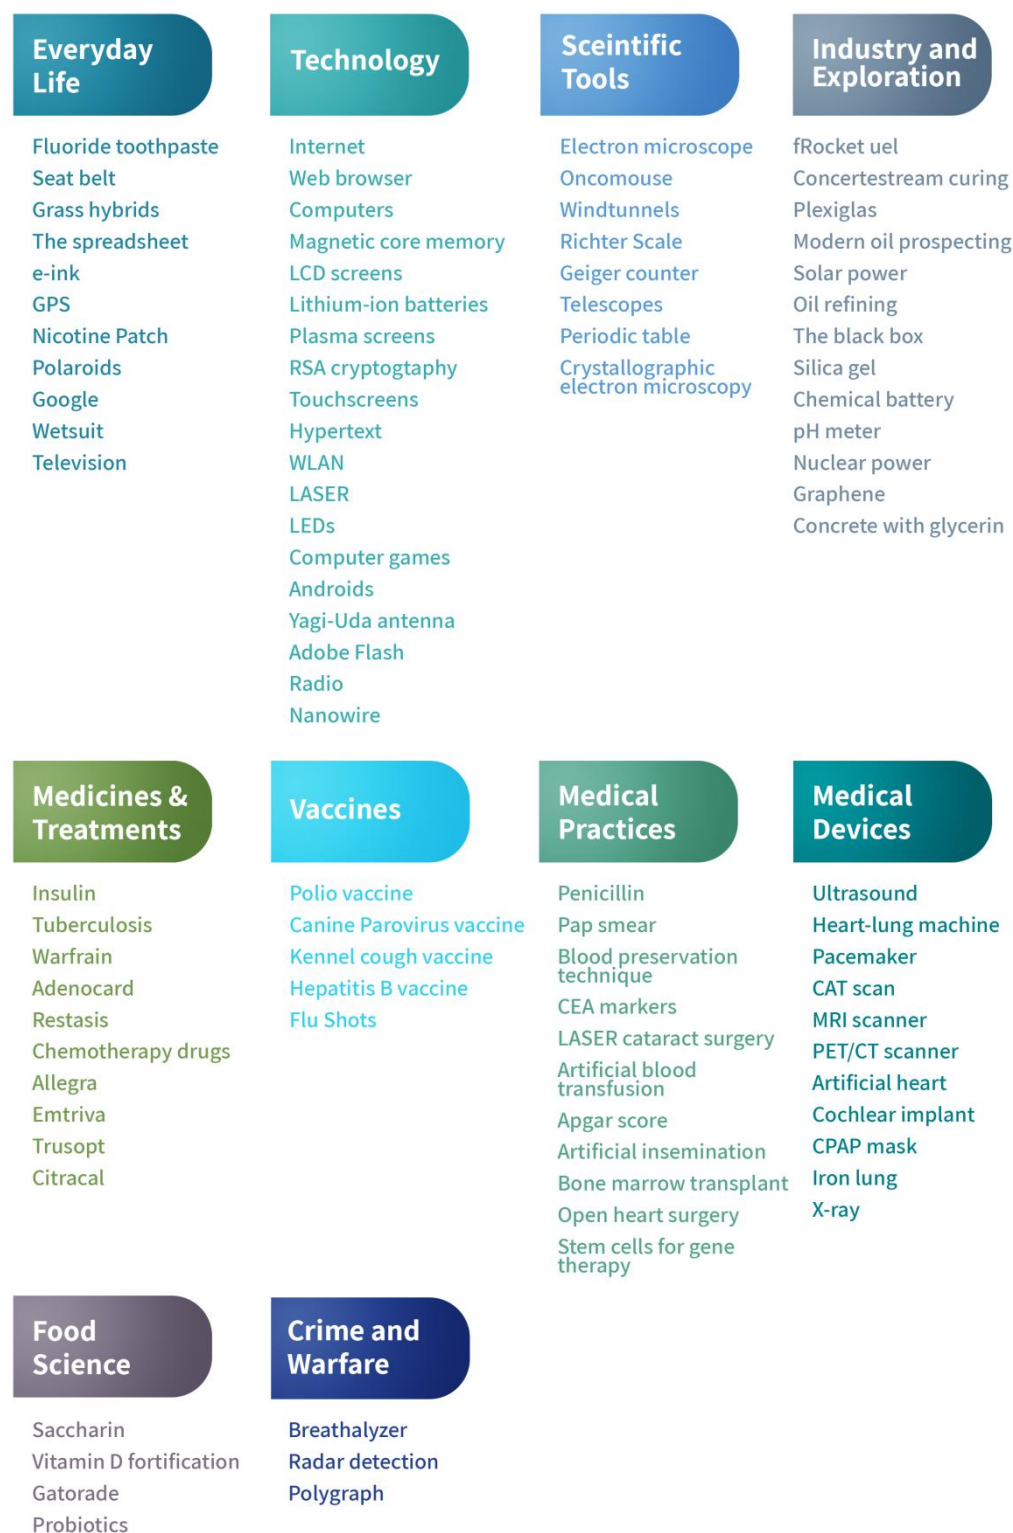 Everyday
Life
Fluoride toothpaste
Seat belt
Grass hybrids
The spreadsheet
e-ink
GPS
Nicotine Patch
Polaroids
Google
Wetsuit
Television
Technology
Internet
Web browser
Computers
Magnetic core memory
LCD screens
Lithium-ion batteries
Plasma screens
RSA cryptogtaphy
Touchscreens
Hypertext
WLAN
LASER
LEDs
Computer games
Androids
Yagi-Uda antenna
Adobe Flash
Radio
Nanowire
Sceintific
Tools
Electron microscope
Oncomouse
Windtunnels
Richter Scale
Geiger counter
Telescopes
Periodic table
Crystallographic
electron microscopy
Industry and
Exploration
fRocket uel
Concertestream curing
Plexiglas
Modern oil prospecting
Solar power
Oil refining
The black box
Silica gel
Chemical battery
pH meter
Nuclear power
Graphene
Concrete with glycerin
Medicines &
Treatments
Insulin
Tuberculosis
Warfrain
Adenocard
Restasis
Chemotherapy drugs
Allegra
Emtriva
Trusopt
Citracal
Vaccines
Polio vaccine
Canine Parovirus vaccine
Kennel cough vaccine
Hepatitis B vaccine
Flu Shots
Medical
Practices
Penicillin
Pap smear
Blood preservation
technique
CEA markers
LASER cataract surgery
Artificial blood
transfusion
Apgar score
Artificial insemination
Bone marrow transplant
Open heart surgery
Stem cells for gene
therapy
Medical
Devices
Ultrasound
Heart-lung machine
Pacemaker
CAT scan
MRI scanner
PET/CT scanner
Artificial heart
Cochlear implant
CPAP mask
Iron lung
X-ray
Food
Science
Saccharin
Vitamin D fortification
Gatorade
Probiotics
Crime and
Warfare
Breathalyzer
Radar detection
Polygraph